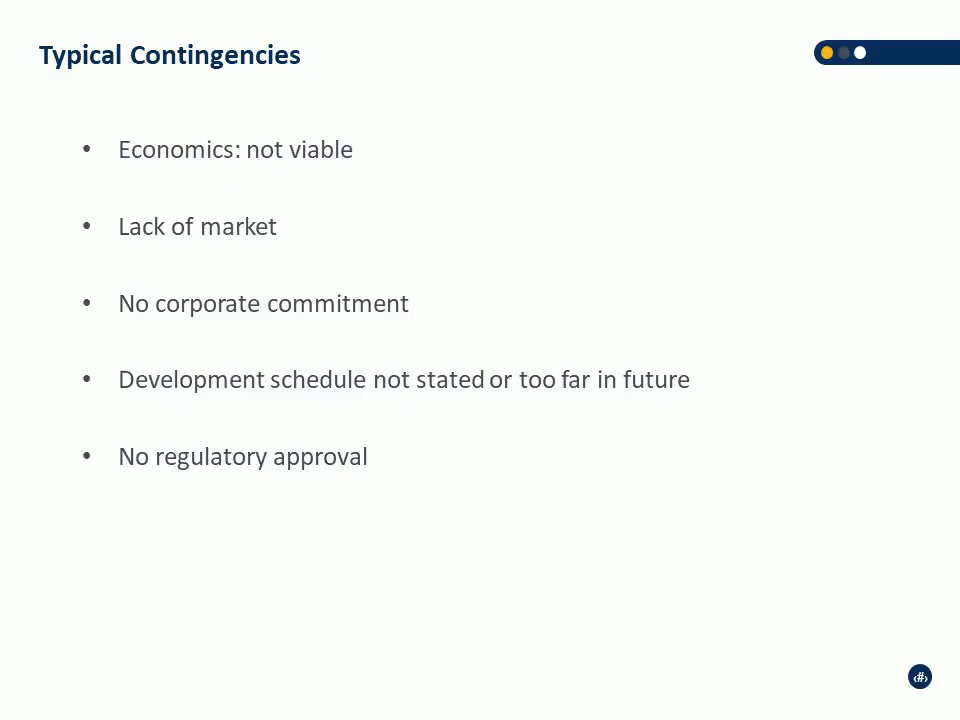 Typical Contingencies
• Economics: not viable
• Lack of market
• No corporate commitment
• Development schedule not stated or too far in future
• No regulatory approval
‹#›